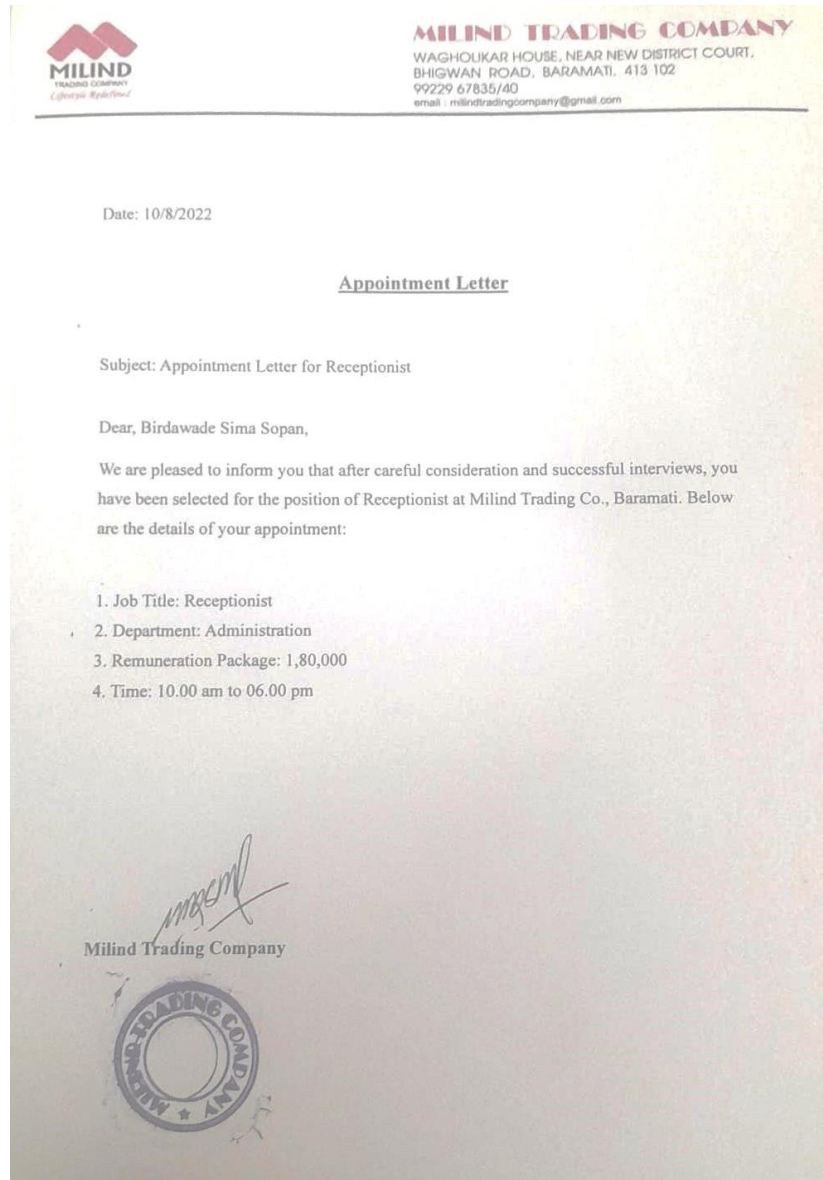 MILIND
TRADING COMPANY
Lifestyle Redefined
MILIND TRADING COMPANY
WAGHOLIKAR HOUSE, NEAR NEW DISTRICT COURT,
BHIGWAN ROAD, BARAMATI. 413 102
99229 67835/40
email : milindtradingcompany@gmail.com
Date: 10/8/2022
Appointment Letter
Subject: Appointment Letter for Receptionist
Dear, Birdawade Sima Sopan,
We are pleased to inform you that after careful consideration and successful interviews, you
have been selected for the position of Receptionist at Milind Trading Co., Baramati. Below
are the details of your appointment:
1. Job Title: Receptionist
2. Department: Administration
3. Remuneration Package: 1,80,000
4. Time: 10.00 am to 06.00 pm
Milind Trading Company
MILIND TRADING COMPANY